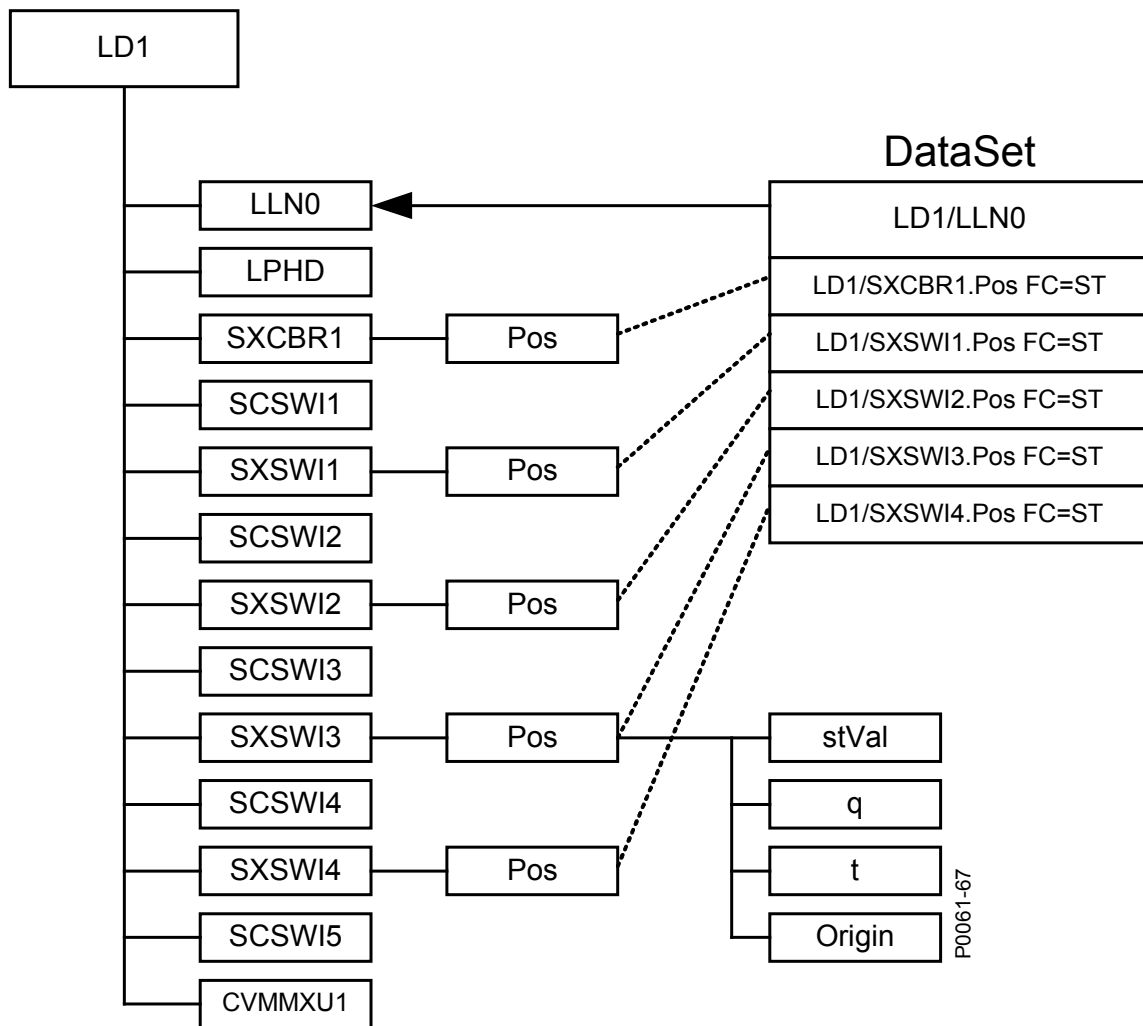 LD1
DataSet
LLN0
LD1/LLN0
LPHD
LD1/SXCBR1.Pos FC=ST
SXCBR1
Pos
LD1/SXSWI1.Pos FC=ST
SCSWI1
LD1/SXSWI2.Pos FC=ST
SXSWI1
Pos
LD1/SXSWI3.Pos FC=ST
SCSWI2
LD1/SXSWI4.Pos FC=ST
SXSWI2
Pos
SCSWI3
SXSWI3
Pos
stVal
SCSWI4
q
SXSWI4
Pos
t
SCSWI5
Origin
CVMMXU1
P0061-67